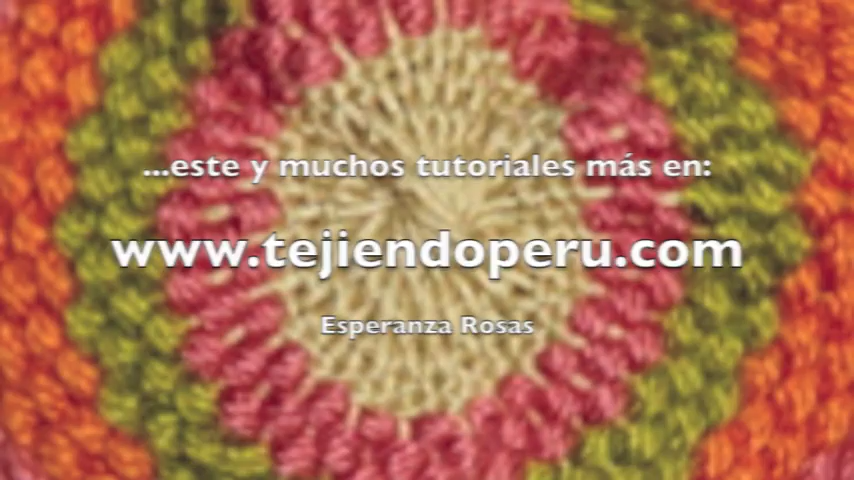 ...este y muchos tutoriales más en:
www.tejiendoperu.com
Esperanza Rosas